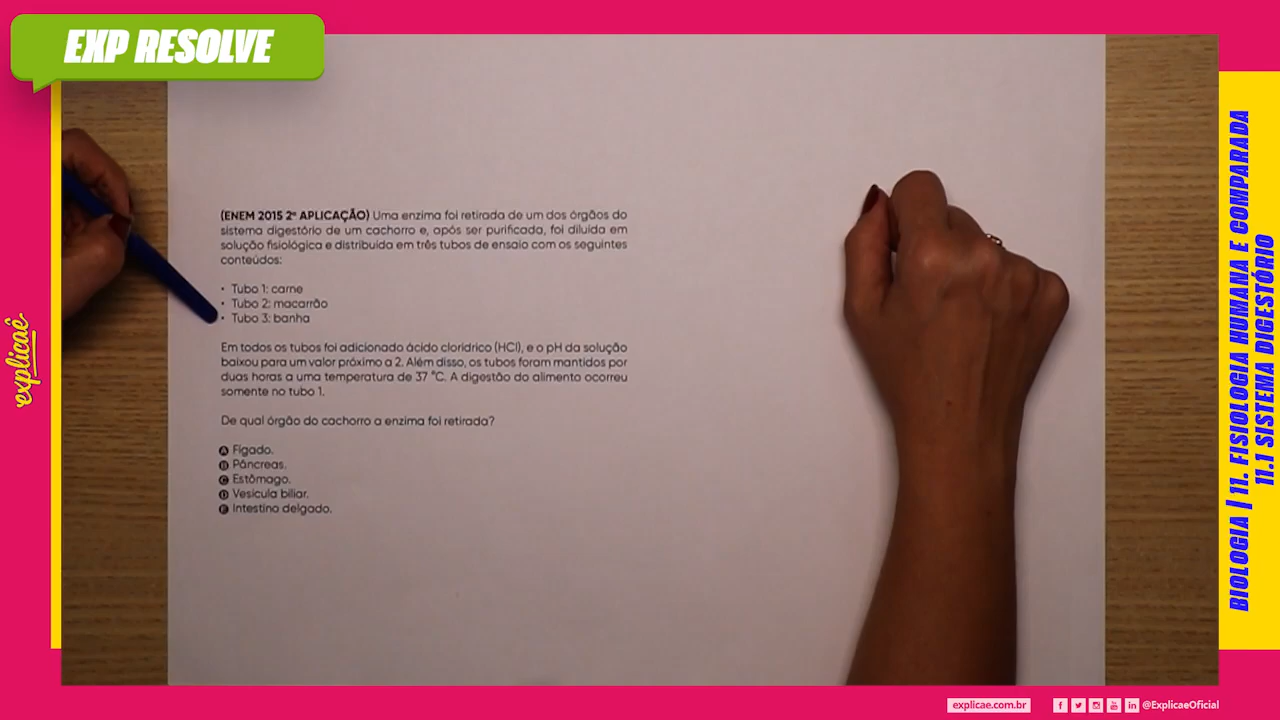 EXP RESOLVE
(ENEM 2015 2ª APLICAÇÃO) Uma enzima foi retirada de um dos órgãos do
sistema digestório de um cachorro e, após ser purificada, foi diluída em
solução fisiológica e distribuída em três tubos de ensaio com os seguintes
conteúdos:
• Tubo 1: carne
• Tubo 2: macarrão
• Tubo 3: banha
Em todos os tubos foi adicionado ácido clorídrico (HCl), e o pH da solução
baixou para um valor próximo a 2. Além disso, os tubos foram mantidos por
duas horas a uma temperatura de 37 °C. A digestão do alimento ocorreu
somente no tubo 1.
De qual órgão do cachorro a enzima foi retirada?
A Fígado.
B Pâncreas.
C Estômago.
D Vesícula biliar.
E Intestino delgado.
explicaê
BIOLOGIA | 11. FISIOLOGIA HUMANA E COMPARADA
11.1 SISTEMA DIGESTÓRIO
explicae.com.br
@ExplicaeOficial